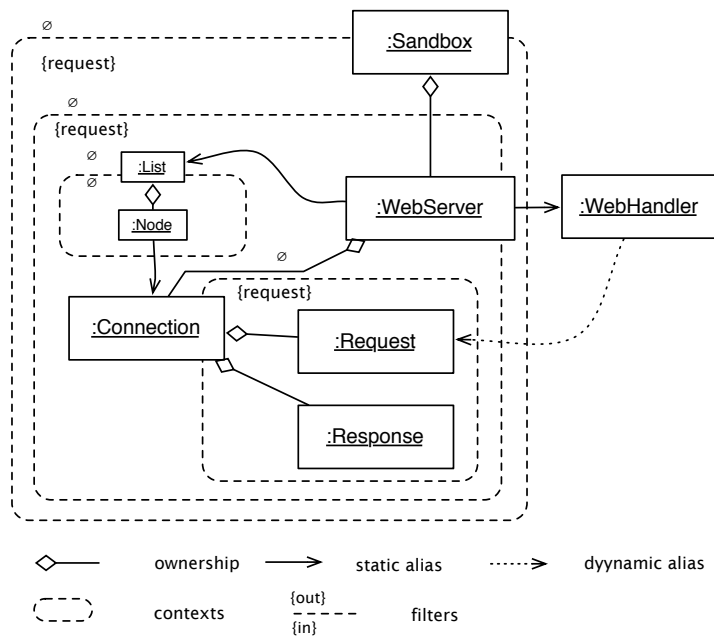 ∅
:Sandbox
{request}
∅
{request}
∅
:List
∅
:WebServer
:WebHandler
:Node
∅
{request}
:Connection
:Request
:Response
ownership
static alias
dyynamic alias
{out}
contexts
filters
{in}